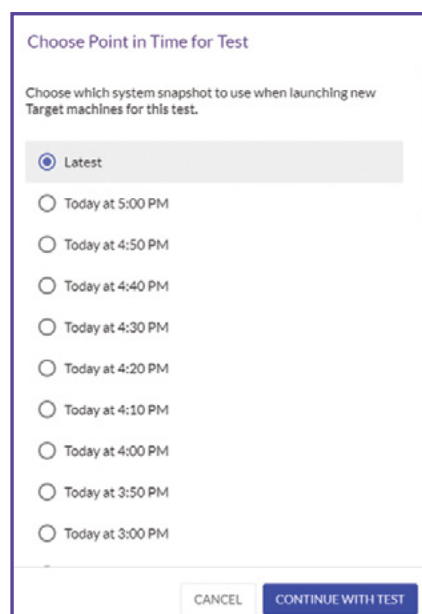 Choose Point in Time for Test
Choose which system snapshot to use when launching new
Target machines for this test.
Latest
Today at 5:00 PM
Today at 4:50 PM
Today at 4:40 PM
Today at 4:30 PM
Today at 4:20 PM
Today at 4:10 PM
Today at 4:00 PM
Today at 3:50 PM
Today at 3:00 PM
CANCEL CONTINUE WITH TEST